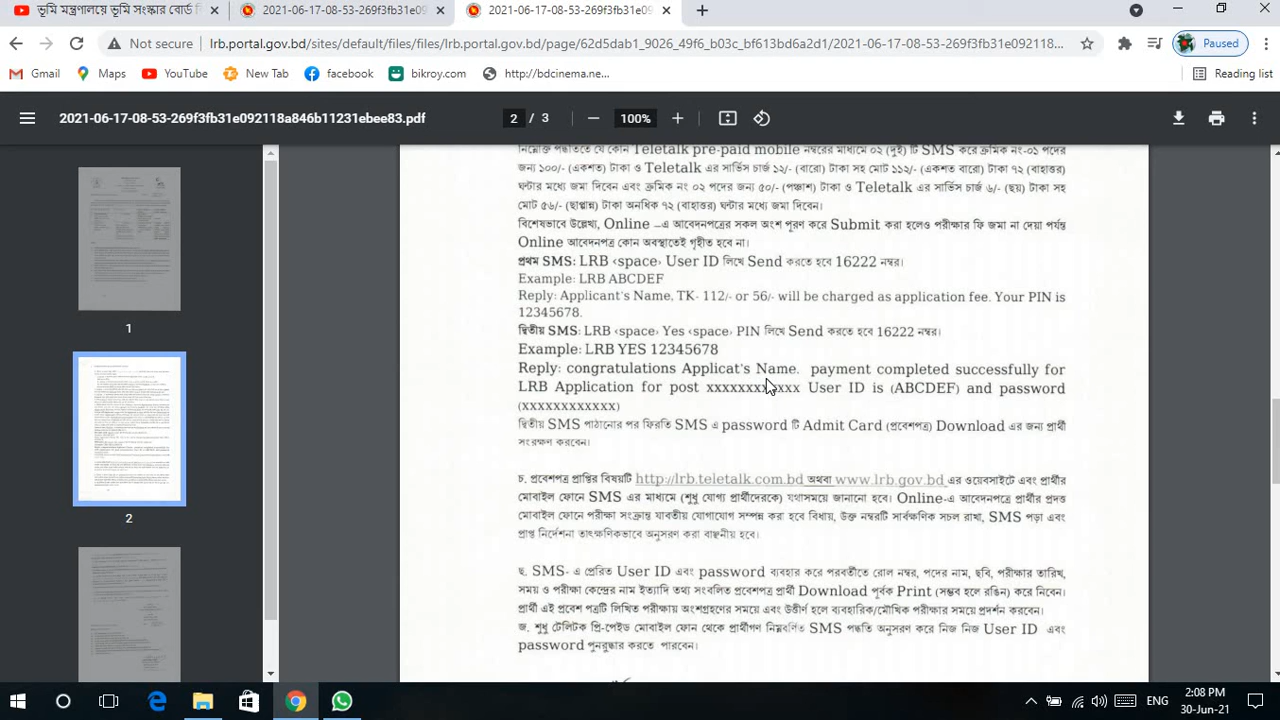 ভূমি মন্ত্রণালয়ে ভূমি সংস্কার বোর্ড f
2021-06-17-08-53-269f3fb31e092
2021-06-17-08-53-269f3fb31e092
Not secure
lrb.portal.gov.bd/sites/default/files/files/lrb.portal.gov.bd/page/62d5dab1_9026_49f6_b03c_bf613bd6a2d1/2021-06-17-08-53-269f3fb31e092118...
Paused
Gmail
Maps
YouTube
New Tab
facebook
bikroy.com
http://bdcinema.ne...
Reading list
2021-06-17-08-53-269f3fb31e092118a846b11231ebee83.pdf
2 / 3
100%
1
2
নিম্নোক্ত পদ্ধতিতে যে কোন Teletalk pre-paid mobile নম্বরের মাধ্যমে ০২ (দুই) টি SMS করে ক্রমিক নং-০১ পদের
জন্য ১০০/- (একশত) টাকা ও Teletalk এর সার্ভিস চার্জ ১২/- (বারো) টাকা সহ মোট ১১২/- (একশত বারো) টাকা ৭২ (বাহাত্তর)
ঘন্টার মধ্যে জমা দিবেন এবং ক্রমিক নং ০২ পদের জন্য ৫০/- (পঞ্চাশ) টাকা ও Teletalk এর সার্ভিস চার্জ ৬/- (ছয়) টাকা সহ
মোট ৫৬/- (ছাপ্পান্ন) টাকা অনধিক ৭২ (বাহাত্তর) ঘন্টার মধ্যে জমা দিবেন।
বিশেষভাবে উল্লেখ্য, Online –এ আবেদনপত্রের সকল অংশ পূরণ করে Submit করা হলেও পরীক্ষার ফি জমা না দেয়া পর্যন্ত
Online আবেদনপত্র কোন অবস্থাতেই গৃহীত হবে না।
প্রথম SMS: LRB ‹space› User ID লিখে Send করতে হবে 16222 নম্বর।
Example: LRB ABCDEF
Reply: Applicant's Name, TK- 112/- or 56/- will be charged as application fee. Your PIN is
12345678.
দ্বিতীয় SMS: LRB ‹space› Yes ‹space› PIN লিখে Send করতে হবে 16222 নম্বর।
Example: LRB YES 12345678
Reply: congratulations Applicat's Name, payment completed successfully for
LRB Application for post xxxxxxxxxxxx User ID is (ABCDEF) and password
(xxxxxxxxxxxx)
দ্বিতীয় SMS পাঠানোর পর ফিরতি SMS এ password টি Admit Card (প্রবেশপত্র) Download এর জন্য প্রার্থী
সংরক্ষণ করবেন।
চ. প্রবেশপত্র প্রাপ্তির বিষয়টি http://lrb.teletalk.com.bd অথবা www.lrb.gov.bd এর ওয়েবসাইটে এবং প্রার্থীর
মোবাইল ফোনে SMS এর মাধ্যমে (শুধু যোগ্য প্রার্থীদেরকে) যথাসময়ে জানানো হবে। Online-এ আবেদনপত্রে প্রার্থীর প্রদত্ত
মোবাইল ফোনে পরীক্ষা সংক্রান্ত যাবতীয় যোগাযোগ সম্পন্ন করা হবে বিধায়, উক্ত নম্বরটি সার্বক্ষণিক সচল রাখা, SMS পড়া এবং
প্রাপ্ত নির্দেশনা তাৎক্ষণিকভাবে অনুসরণ করা বাঞ্ছনীয় হবে।
ছ. SMS- এ প্রেরিত User ID এবং password ব্যবহার করে পরবর্তীতে রোল নম্বর, পদের নাম, ছবি, পরীক্ষার তারিখ,
সময় ও পরীক্ষা কেন্দ্রের নাম ইত্যাদি তথ্য সংবলিত প্রবেশপত্র প্রার্থী Download পূর্বক Print (সম্ভব হলে রঙিন) করে নিবেন।
প্রার্থী এই প্রবেশ পত্রটি লিখিত পরীক্ষায় অংশগ্রহণের সময়ে এবং উত্তীর্ণ হলে ব্যবহারিক/মৌখিক পরীক্ষার সময়ে প্রদর্শন করবেন।
জ. শুধু টেলিটক প্রি-পেইড মোবাইল ফোন থেকে প্রার্থীগণ নিম্নবর্ণিত SMS পদ্ধতি অনুসরণ করে নিজ নিজ User ID এবং
password পুনরুদ্ধার করতে পারবেন।
ENG
2:08 PM
30-Jun-21